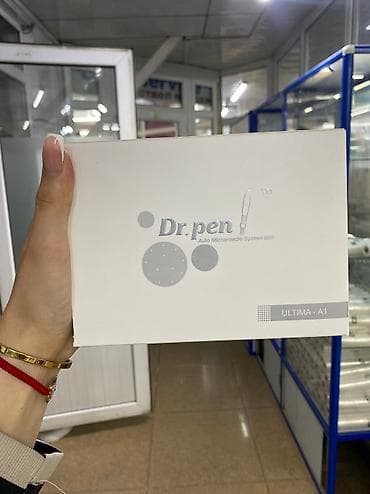 Dr. pen
Auto Microneedle System
ULTIMA - A1